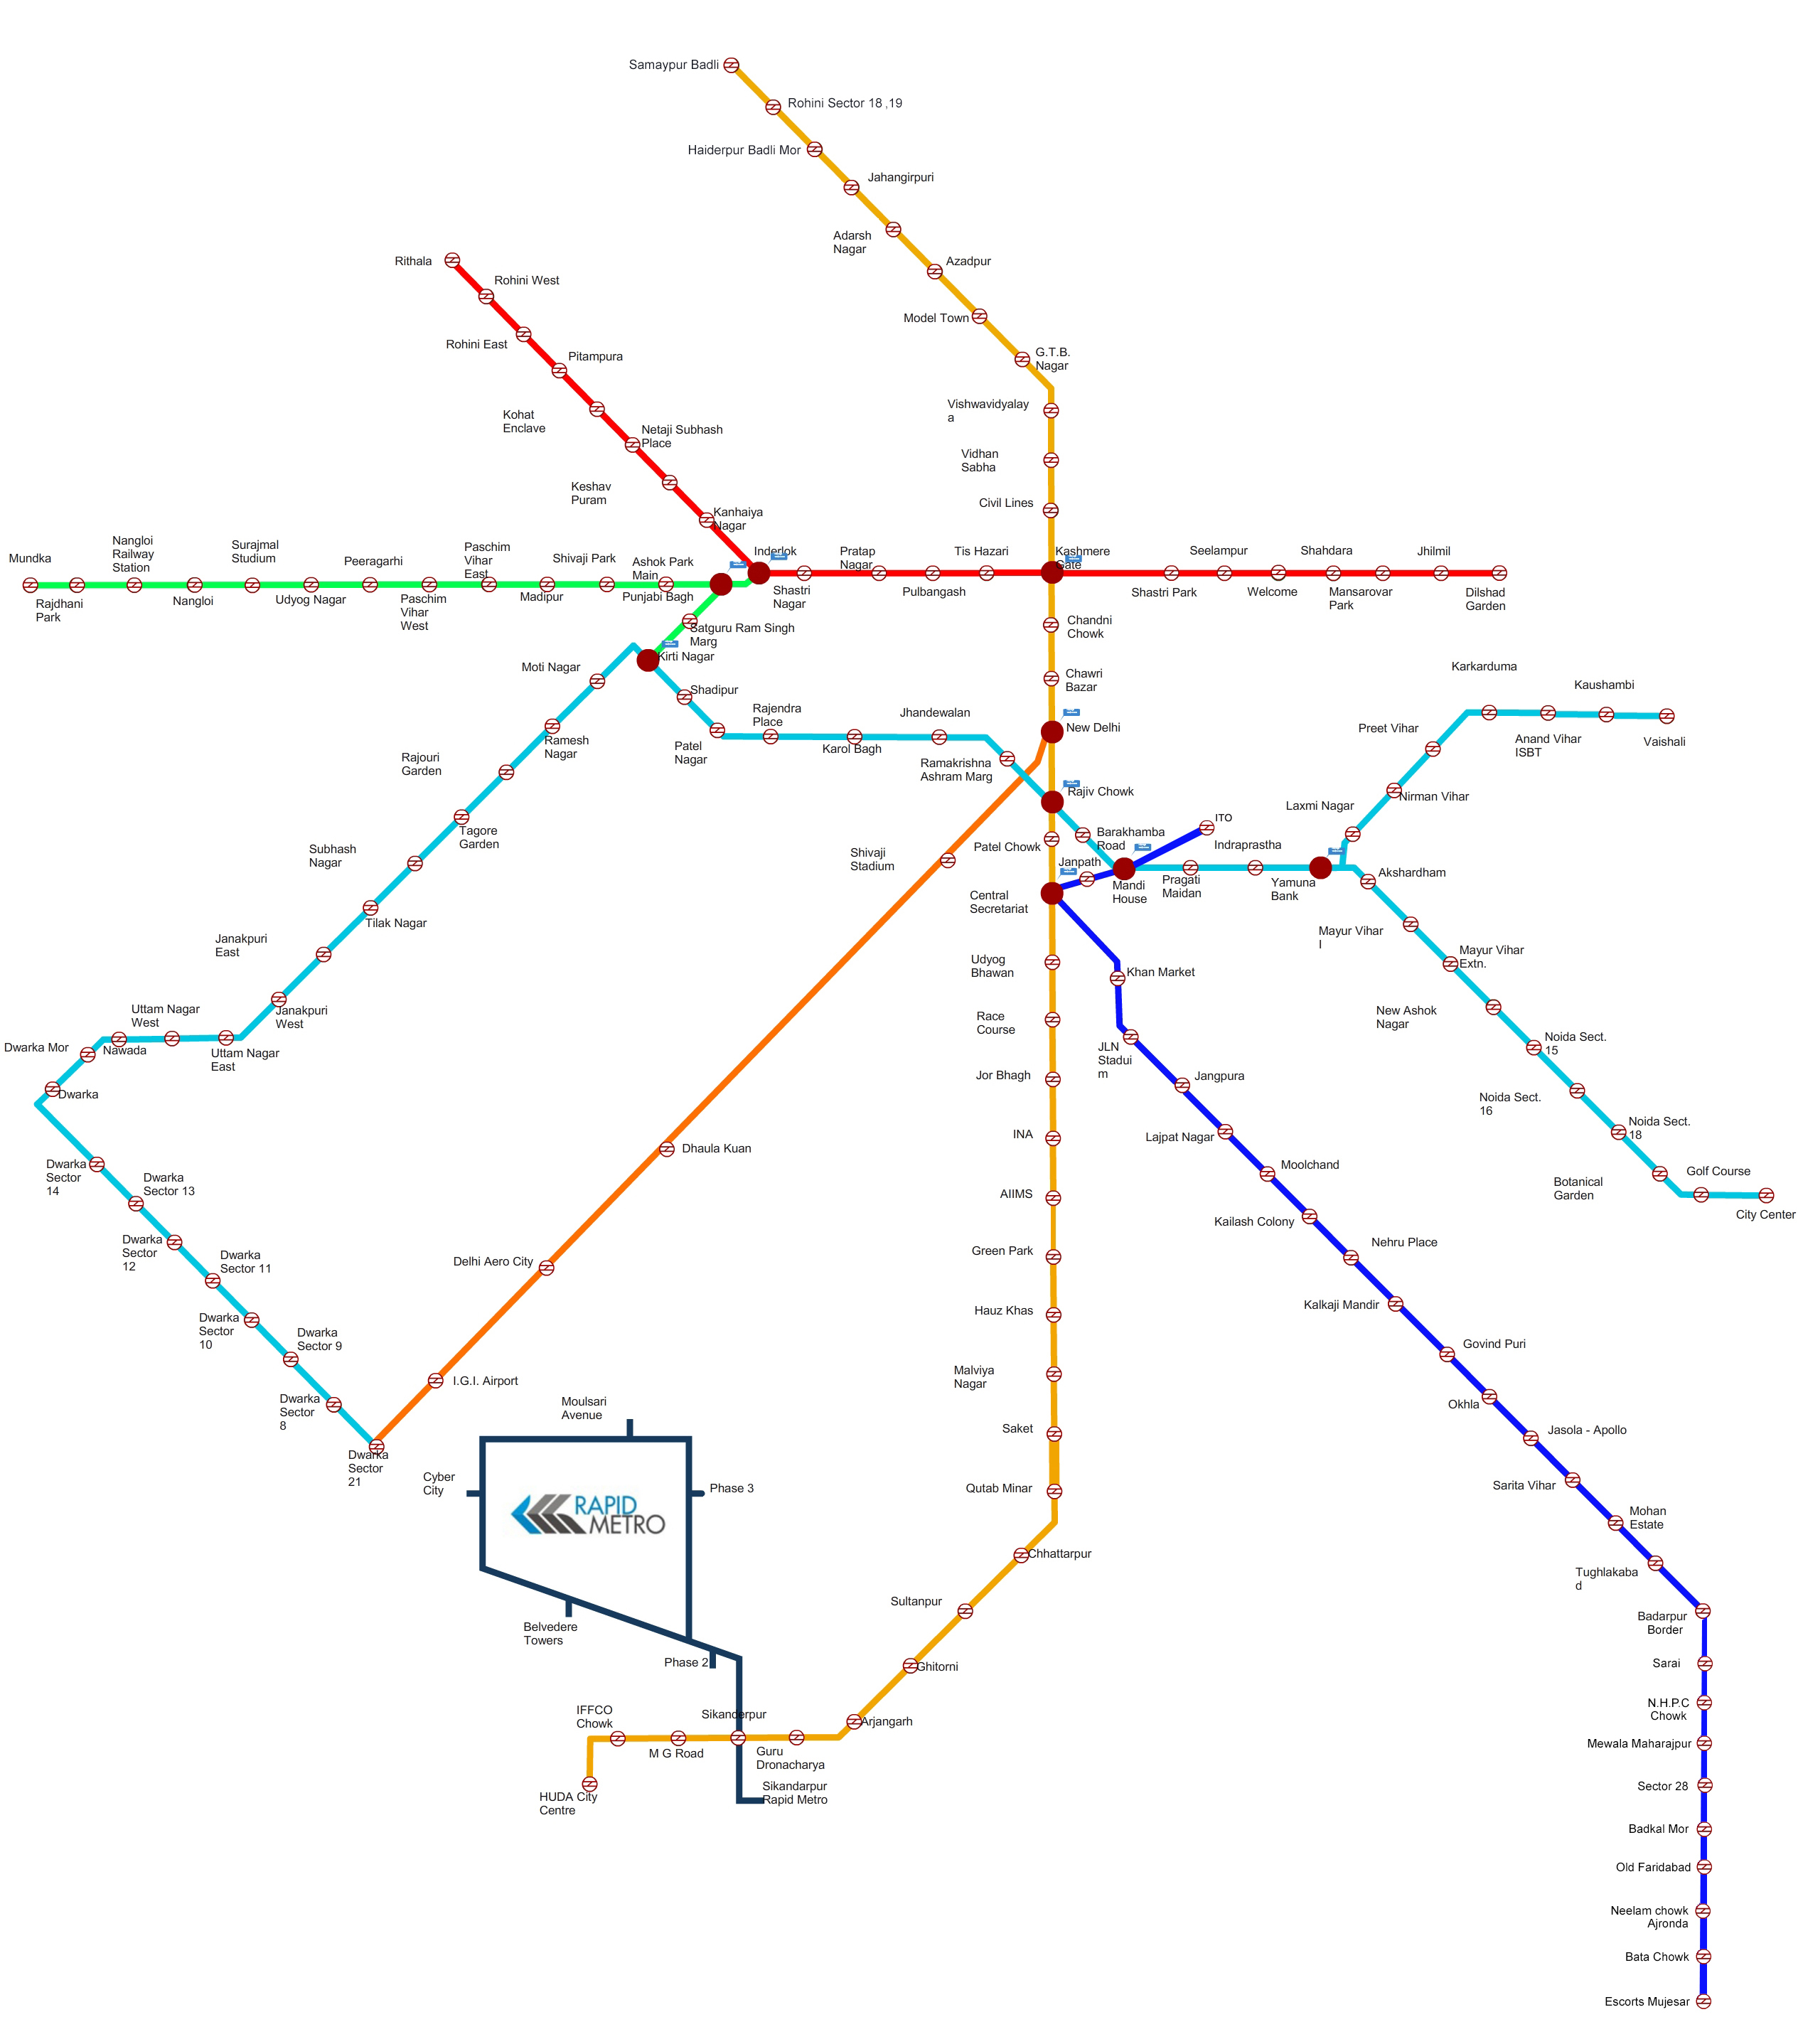 Samaypur Badli
Rohini Sector 18 ,19
Haiderpur Badli Mor
Jahangirpuri
Adarsh
Nagar
Azadpur
Model Town
G.T.B.
Nagar
Vishwavidyalay
a
Vidhan
Sabha
Civil Lines
Rithala
Rohini West
Rohini East
Pitampura
Kohat
Enclave
Netaji Subhash
Place
Keshav
Puram
Kanhaiya
Nagar
Inderlok
Shastri
Nagar
Pratap
Nagar
Pulbangash
Tis Hazari
Kashmere
Gate
Shastri Park
Seelampur
Welcome
Shahdara
Mansarovar
Park
Jhilmil
Dilshad
Garden
Mundka
Rajdhani
Park
Nangloi
Railway
Station
Nangloi
Surajmal
Studium
Udyog Nagar
Peeragarhi
Paschim
Vihar
West
Paschim
Vihar
East
Madipur
Shivaji Park
Punjabi Bagh
Ashok Park
Main
Satguru Ram Singh
Marg
Kirti Nagar
Chandni
Chowk
Chawri
Bazar
New Delhi
Rajiv Chowk
Patel Chowk
Central
Secretariat
Moti Nagar
Shadipur
Patel
Nagar
Rajendra
Place
Karol Bagh
Jhandewalan
Ramakrishna
Ashram Marg
Barakhamba
Road
Janpath
Mandi
House
ITO
Pragati
Maidan
Indraprastha
Yamuna
Bank
Laxmi Nagar
Nirman Vihar
Preet Vihar
Karkarduma
Anand Vihar
ISBT
Kaushambi
Vaishali
Akshardham
Mayur Vihar
I
Mayur Vihar
Extn.
New Ashok
Nagar
Noida Sect.
15
Noida Sect.
16
Noida Sect.
18
Botanical
Garden
Golf Course
City Center
Ramesh
Nagar
Rajouri
Garden
Tagore
Garden
Subhash
Nagar
Tilak Nagar
Janakpuri
East
Janakpuri
West
Uttam Nagar
East
Uttam Nagar
West
Nawada
Dwarka Mor
Dwarka
Dwarka
Sector
14
Dwarka
Sector 13
Dwarka
Sector
12
Dwarka
Sector 11
Dwarka
Sector
10
Dwarka
Sector 9
Dwarka
Sector
8
Dwarka
Sector
21
Shivaji
Stadium
Dhaula Kuan
Delhi Aero City
I.G.I. Airport
Udyog
Bhawan
Race
Course
Jor Bhagh
INA
AIIMS
Green Park
Hauz Khas
Malviya
Nagar
Saket
Qutab Minar
Chhattarpur
Sultanpur
Ghitorni
Arjangarh
Guru
Dronacharya
Sikanderpur
M G Road
IFFCO
Chowk
HUDA City
Centre
Khan Market
JLN
Stadui
m
Jangpura
Lajpat Nagar
Moolchand
Kailash Colony
Nehru Place
Kalkaji Mandir
Govind Puri
Okhla
Jasola - Apollo
Sarita Vihar
Mohan
Estate
Tughlakaba
d
Badarpur
Border
Sarai
N.H.P.C
Chowk
Mewala Maharajpur
Sector 28
Badkal Mor
Old Faridabad
Neelam chowk
Ajronda
Bata Chowk
Escorts Mujesar
Moulsari
Avenue
Cyber
City
Phase 3
RAPID
METRO
Belvedere
Towers
Phase 2
Sikandarpur
Rapid Metro